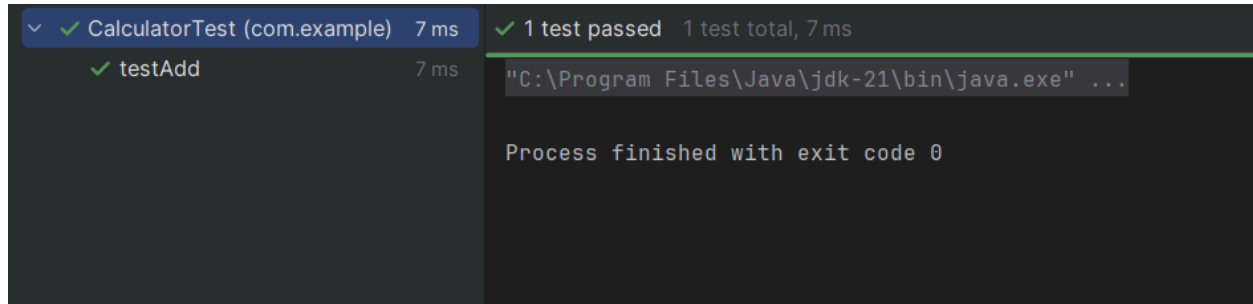 CalculatorTest (com.example) 7 ms
testAdd 7 ms
1 test passed 1 test total, 7 ms
"C:\Program Files\Java\jdk-21\bin\java.exe" ...
Process finished with exit code 0